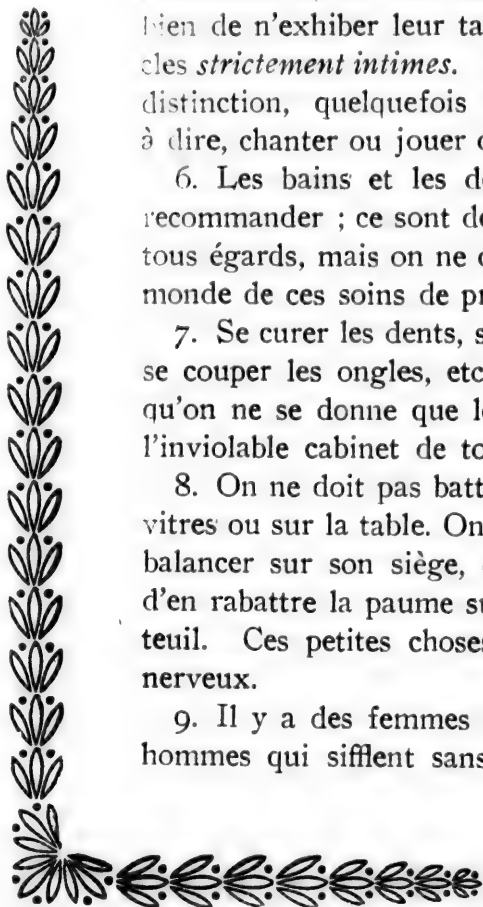 bien de n'exhiber leur ta
cles strictement intimes.
distinction, quelquefois
à dire, chanter ou jouer
6. Les bains et les d
recommander ; ce sont de
tous égards, mais on ne
monde de ces soins de pr
7. Se curer les dents, s
se couper les ongles, etc
qu'on ne se donne que l
l'inviolable cabinet de to
8. On ne doit pas batt
vitres ou sur la table. On
balancer sur son siège,
d'en rabattre la paume su
teuil. Ces petites choses
nerveux.
9. Il y a des femmes
hommes qui sifflent sans